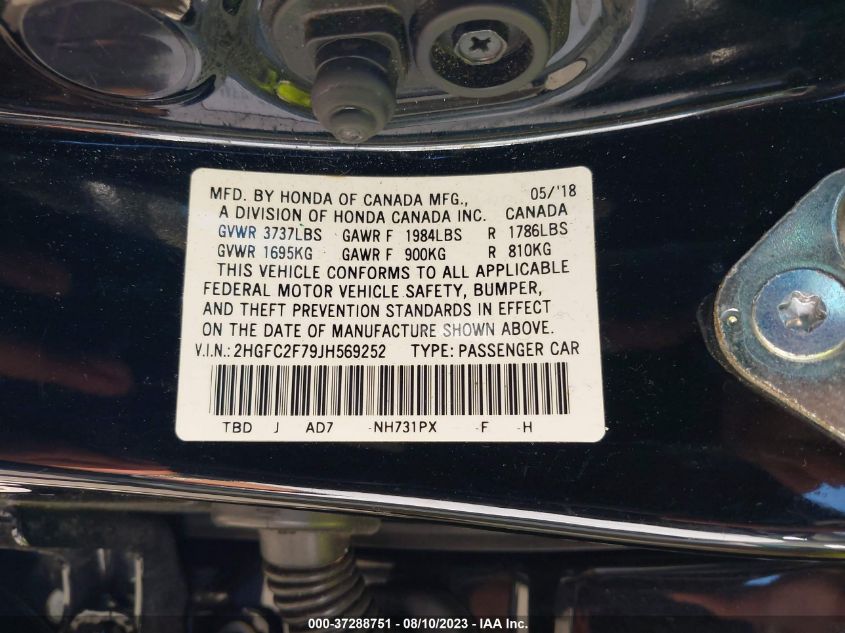 MFD. BY HONDA OF CANADA MFG., 05/'18
A DIVISION OF HONDA CANADA INC. CANADA
GVWR 3737LBS GAWR F 1984LBS R 1786LBS
GVWR 1695KG GAWR F 900KG R 810KG
THIS VEHICLE CONFORMS TO ALL APPLICABLE
FEDERAL MOTOR VEHICLE SAFETY, BUMPER,
AND THEFT PREVENTION STANDARDS IN EFFECT
ON THE DATE OF MANUFACTURE SHOWN ABOVE.
V.I.N.: 2HGFC2F79JH569252 TYPE: PASSENGER CAR
TBD J AD7 -NH731PX -F -H
000-37288751 - 08/10/2023 - IAA Inc.